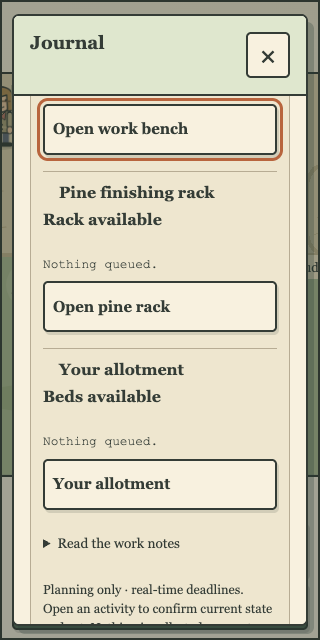 Journal
×
Open work bench
Pine finishing rack
Rack available
Nothing queued.
Open pine rack
Your allotment
Beds available
Nothing queued.
Your allotment
▶ Read the work notes
Planning only · real-time deadlines.
Open an activity to confirm current state